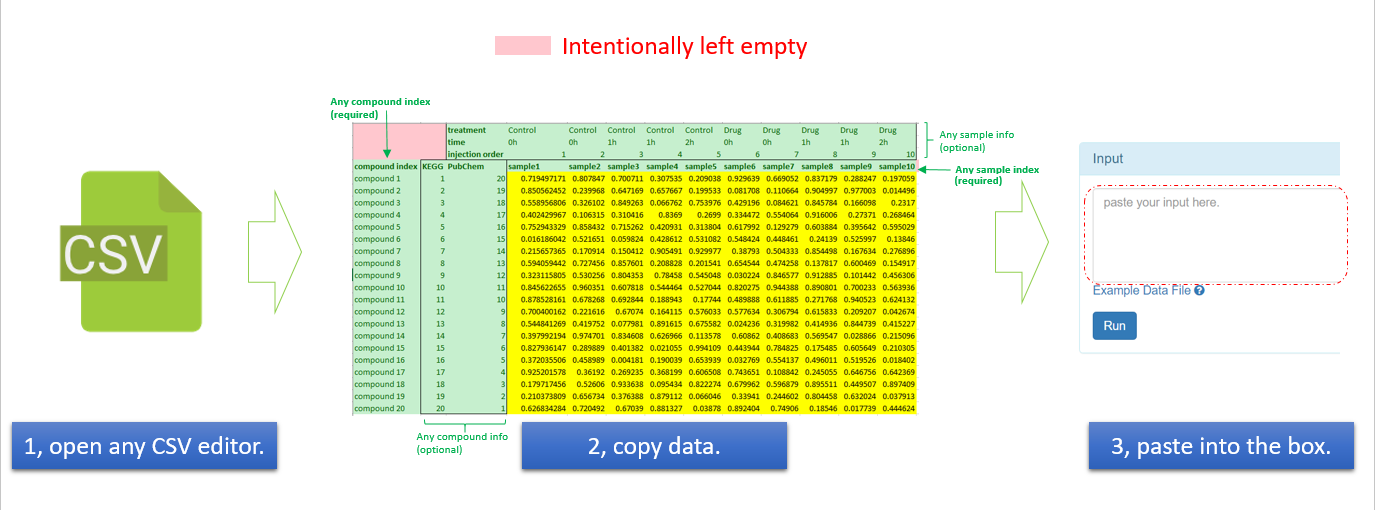 Intentionally left empty
Any compound index
(required)
treatment Control Control Control Control Control Drug Drug Drug Drug Drug
time 0h 0h 1h 1h 2h 0h 0h 1h 1h 2h
injection order 1 2 3 4 5 6 7 8 9 10
Any sample info
(optional)
compound index KEGG PubChem sample1 sample2 sample3 sample4 sample5 sample6 sample7 sample8 sample9 sample10
Any sample index
(required)
compound 1 1 20 0.719497171 0.807847 0.700711 0.307535 0.209038 0.929639 0.669052 0.837179 0.288247 0.197059
compound 2 2 19 0.850562452 0.239968 0.647169 0.657667 0.199533 0.081708 0.110664 0.904997 0.977003 0.014496
compound 3 3 18 0.558956806 0.326102 0.849263 0.066762 0.753976 0.429196 0.084621 0.845784 0.166098 0.2317
compound 4 4 17 0.402429967 0.106315 0.310416 0.8369 0.2699 0.334472 0.554064 0.916006 0.27371 0.268464
compound 5 5 16 0.752943329 0.858432 0.715262 0.420931 0.313804 0.617992 0.129279 0.603884 0.395642 0.595029
compound 6 6 15 0.016186042 0.521651 0.059824 0.428612 0.531082 0.548424 0.448461 0.24139 0.525997 0.13846
compound 7 7 14 0.215657365 0.170914 0.150412 0.905491 0.929977 0.38793 0.504333 0.854498 0.167634 0.276896
compound 8 8 13 0.594059442 0.727456 0.857601 0.208828 0.201541 0.654544 0.474258 0.137817 0.600469 0.154917
compound 9 9 12 0.323115805 0.530256 0.804353 0.78458 0.545048 0.030224 0.846577 0.912885 0.101442 0.456306
compound 10 10 11 0.845622655 0.960351 0.607818 0.544464 0.527044 0.820275 0.944388 0.890801 0.700233 0.563936
compound 11 11 10 0.878528161 0.678268 0.692844 0.188943 0.17744 0.489888 0.611885 0.271768 0.940523 0.624132
compound 12 12 9 0.700400162 0.221616 0.67074 0.164115 0.576033 0.577634 0.306794 0.615833 0.209207 0.042674
compound 13 13 8 0.544841269 0.419752 0.077981 0.891615 0.675582 0.024236 0.319982 0.414936 0.844739 0.415227
compound 14 14 7 0.397992194 0.974701 0.834608 0.626966 0.113578 0.60862 0.408683 0.569547 0.028866 0.215096
compound 15 15 6 0.827936147 0.289889 0.401382 0.021055 0.994109 0.443944 0.784825 0.175485 0.605649 0.210305
compound 16 16 5 0.372035506 0.458989 0.004181 0.190039 0.653939 0.032769 0.554137 0.496011 0.519526 0.018402
compound 17 17 4 0.925201578 0.36192 0.269235 0.368199 0.606508 0.743651 0.108842 0.245055 0.646756 0.642369
compound 18 18 3 0.179717456 0.52606 0.933638 0.095434 0.822274 0.679962 0.596879 0.895511 0.449507 0.897409
compound 19 19 2 0.210373809 0.656734 0.376388 0.879112 0.066046 0.33941 0.244602 0.804458 0.632024 0.037913
compound 20 20 1 0.626834284 0.720492 0.67039 0.881327 0.03878 0.892404 0.74906 0.18546 0.017739 0.444624
Any compound info
(optional)
CSV
Input
paste your input here.
Example Data File
Run
1, open any CSV editor.
2, copy data.
3, paste into the box.